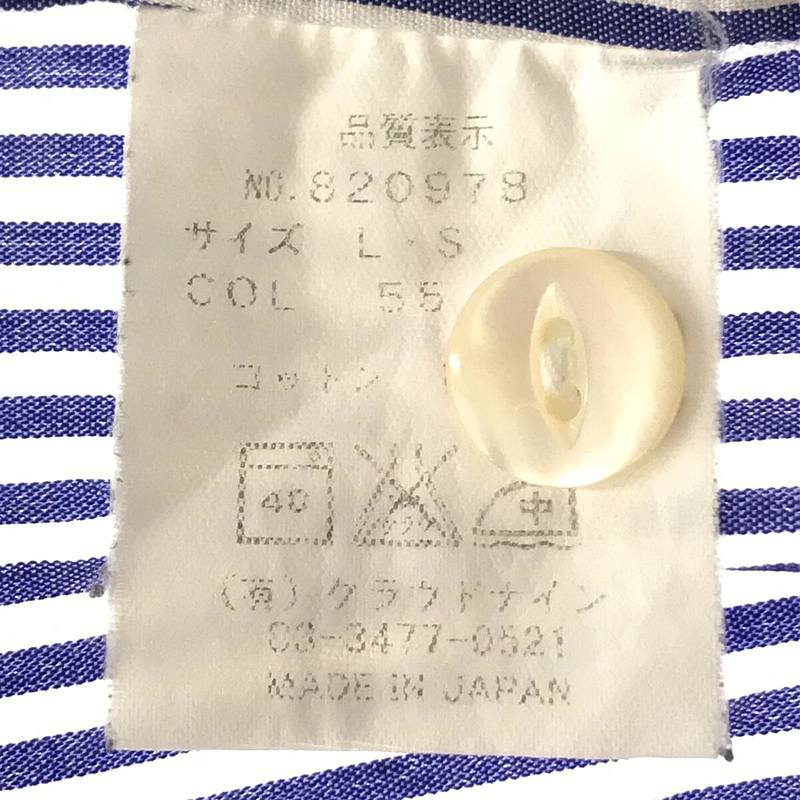 品質表示
NO.820978
サイズ L・S
COL 55
コットン
40 中
(有)クラウドナイン
03-3477-0521
MADE IN JAPAN